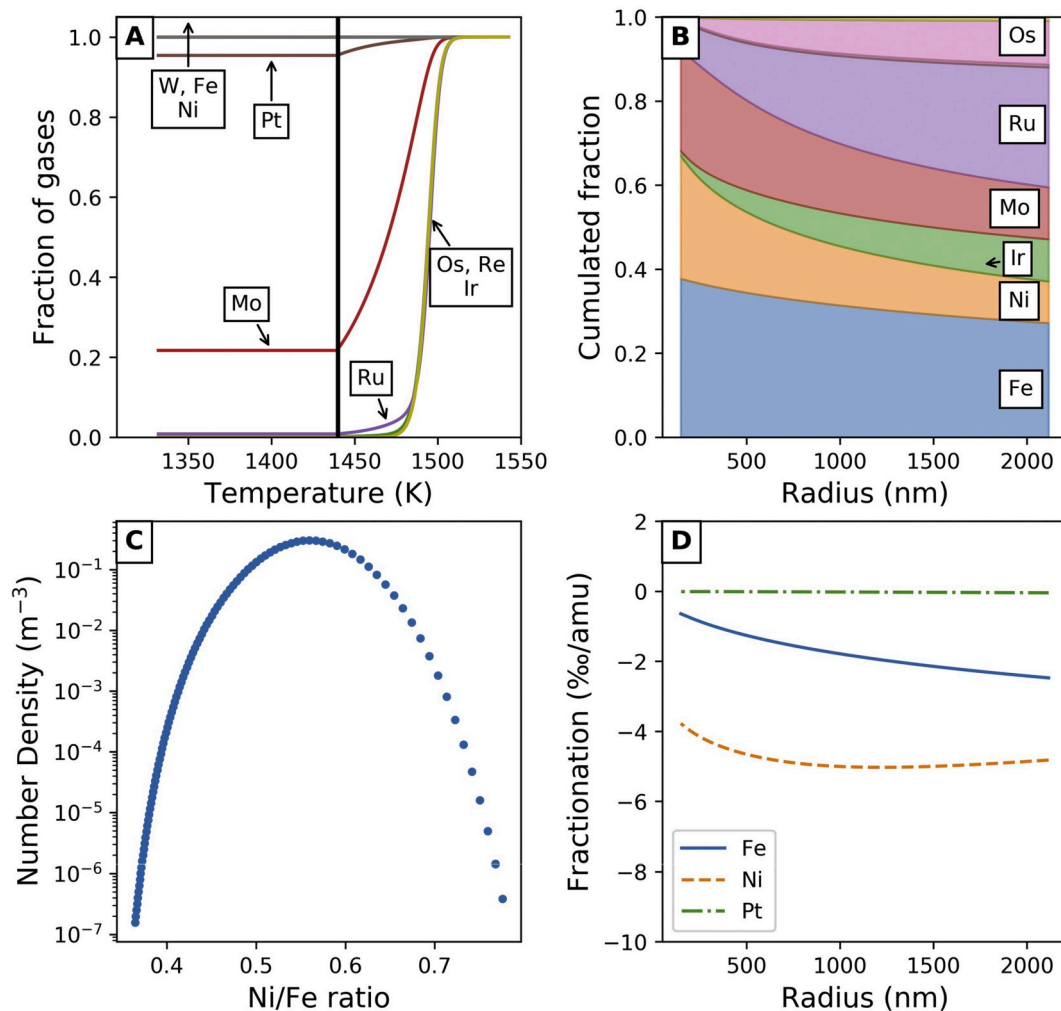 A
Fraction of gases
1.0
0.8
0.6
0.4
0.2
0.0
W, Fe
Ni
Pt
Mo
Ru
Os, Re
Ir
1350
1400
1450
1500
1550
Temperature (K)
B
Cumulated fraction
1.0
0.8
0.6
0.4
0.2
0.0
Os
Ru
Mo
Ir
Ni
Fe
500
1000
1500
2000
Radius (nm)
C
Number Density (m⁻³)
10⁻¹
10⁻²
10⁻³
10⁻⁴
10⁻⁵
10⁻⁶
10⁻⁷
0.4
0.5
0.6
0.7
Ni/Fe ratio
D
Fractionation (‰/amu)
2
0
−2
−4
−6
−8
−10
Fe
Ni
Pt
500
1000
1500
2000
Radius (nm)